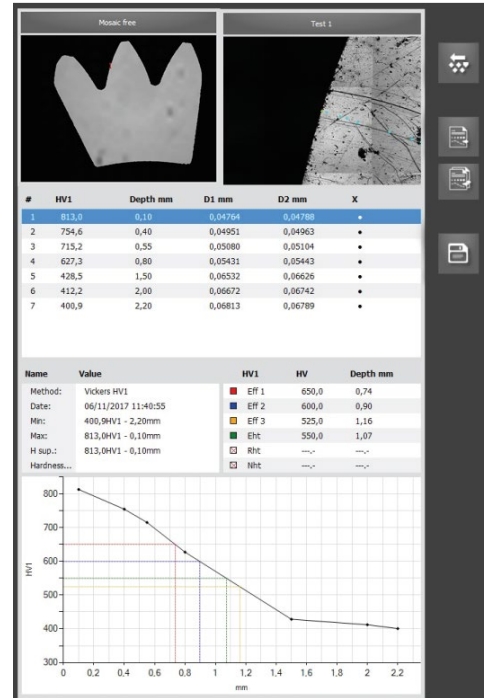 Mosaic free Test 1
# HV1 Depth mm D1 mm D2 mm X
1 813,0 0,10 0,04764 0,04788 •
2 754,6 0,40 0,04951 0,04963 •
3 715,2 0,55 0,05080 0,05104 •
4 627,3 0,80 0,05431 0,05443 •
5 428,5 1,50 0,06532 0,06626 •
6 412,2 2,00 0,06672 0,06742 •
7 400,9 2,20 0,06813 0,06789 •
Name Value HV1 HV Depth mm
Method: Vickers HV1 Eff 1 650,0 0,74
Date: 06/11/2017 11:40:55 Eff 2 600,0 0,90
Min: 400,9HV1 - 2,20mm Eff 3 525,0 1,16
Max: 813,0HV1 - 0,10mm Eht 550,0 1,07
H sup.: 813,0HV1 - 0,10mm Rht ---,- ---,-
Hardness... Nht ---,- ---,-
800
700
600
HV1
500
400
300
0 0,2 0,4 0,6 0,8 1 1,2 1,4 1,6 1,8 2 2,2
mm